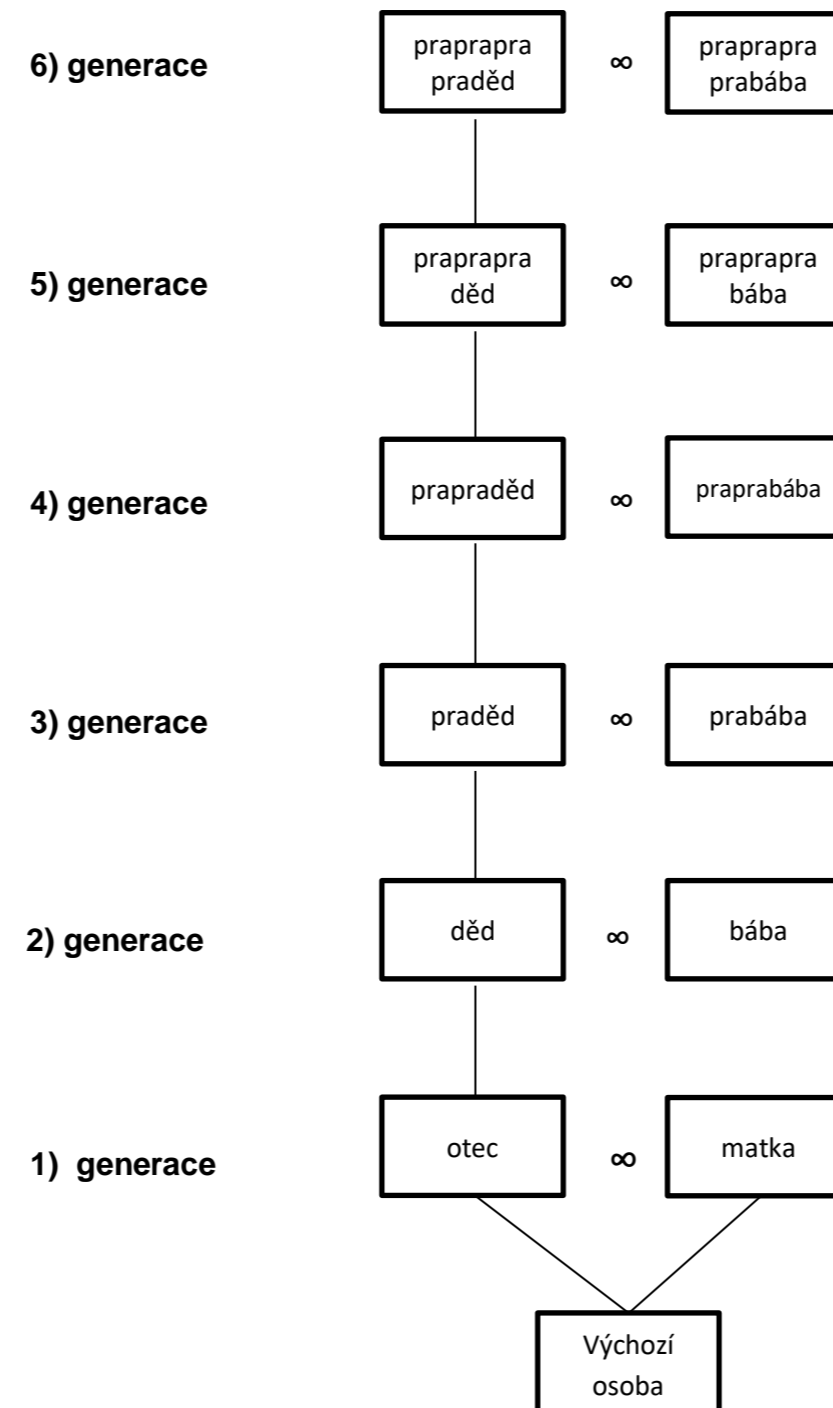 6) generace
praprapra
praděd
∞
praprapra
prabába
5) generace
praprapra
děd
∞
praprapra
bába
4) generace
prapraděd
∞
praprabába
3) generace
praděd
∞
prabába
2) generace
děd
∞
bába
1) generace
otec
∞
matka
Výchozí
osoba